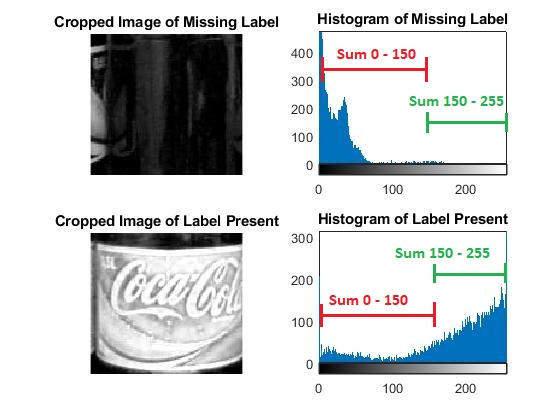 Cropped Image of Missing Label
Histogram of Missing Label
400
300
200
100
0
Sum 0 - 150
Sum 150 - 255
0 100 200
Cropped Image of Label Present
Histogram of Label Present
Coca-Cola
300
200
100
0
Sum 150 - 255
Sum 0 - 150
0 100 200